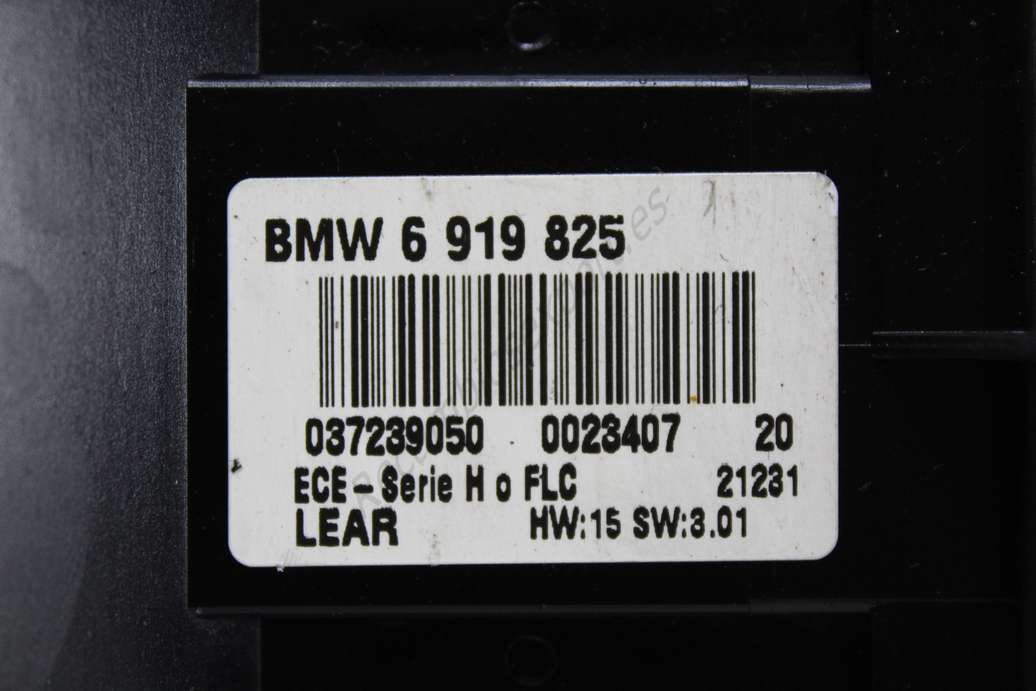 BMW 6 919 825
037239050 0023407 20
ECE-Serie H o FLC 21231
LEAR HW:15 SW:3.01